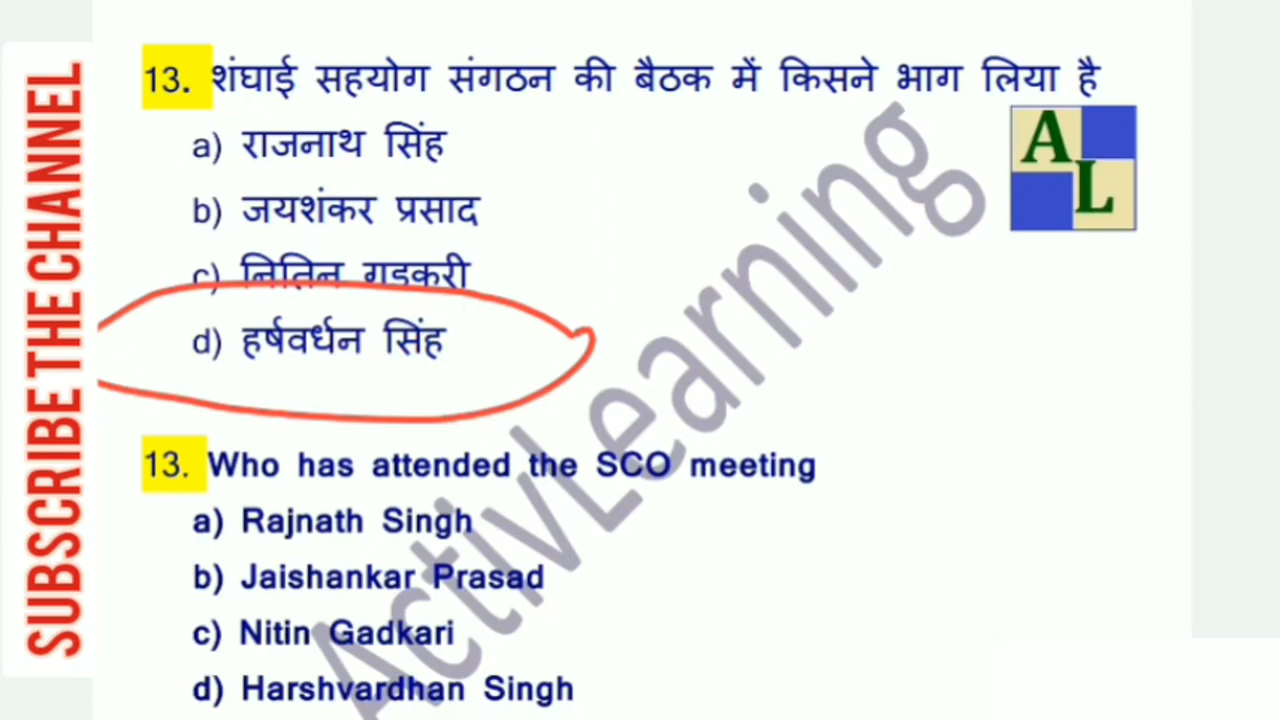 SUBSCRIBE THE CHANNEL
13. शंघाई सहयोग संगठन की बैठक में किसने भाग लिया है
a) राजनाथ सिंह
b) जयशंकर प्रसाद
c) नितिन गडकरी
d) हर्षवर्धन सिंह
A
L
13. Who has attended the SCO meeting
a) Rajnath Singh
b) Jaishankar Prasad
c) Nitin Gadkari
d) Harshvardhan Singh
ActivLearning